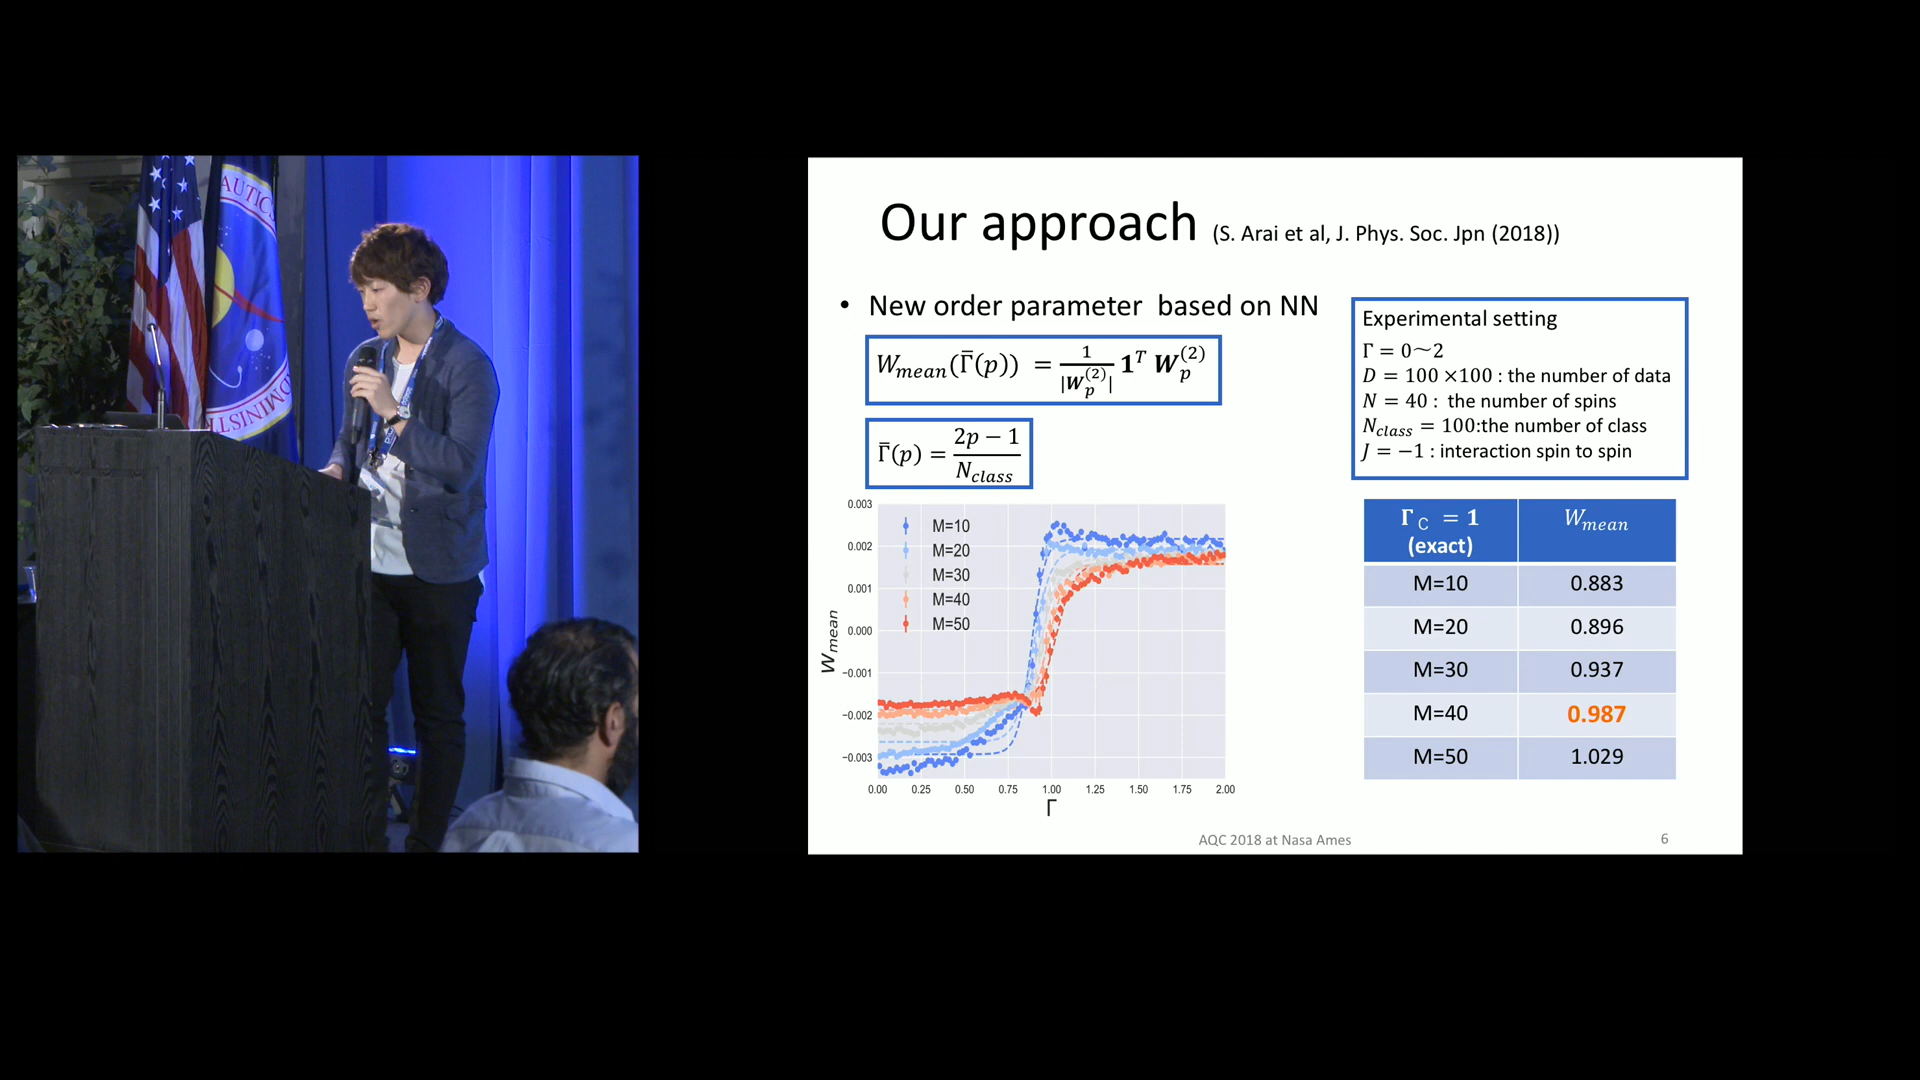 AUTICS
ADMINIST
Our approach (S. Arai et al, J. Phys. Soc. Jpn (2018))
• New order parameter based on NN
W_mean(Γ̄(p)) = 1/|W_p^(2)| 1^T W_p^(2)
Γ̄(p) = (2p − 1)/N_class
Experimental setting
Γ = 0～2
D = 100 ×100 : the number of data
N = 40 : the number of spins
N_class = 100:the number of class
J = −1 : interaction spin to spin
0.003
0.002
0.001
0.000
−0.001
−0.002
−0.003
W_mean
M=10
M=20
M=30
M=40
M=50
0.00 0.25 0.50 0.75 1.00 1.25 1.50 1.75 2.00
Γ
Γ_C = 1 (exact) W_mean
M=10 0.883
M=20 0.896
M=30 0.937
M=40 0.987
M=50 1.029
AQC 2018 at Nasa Ames
6